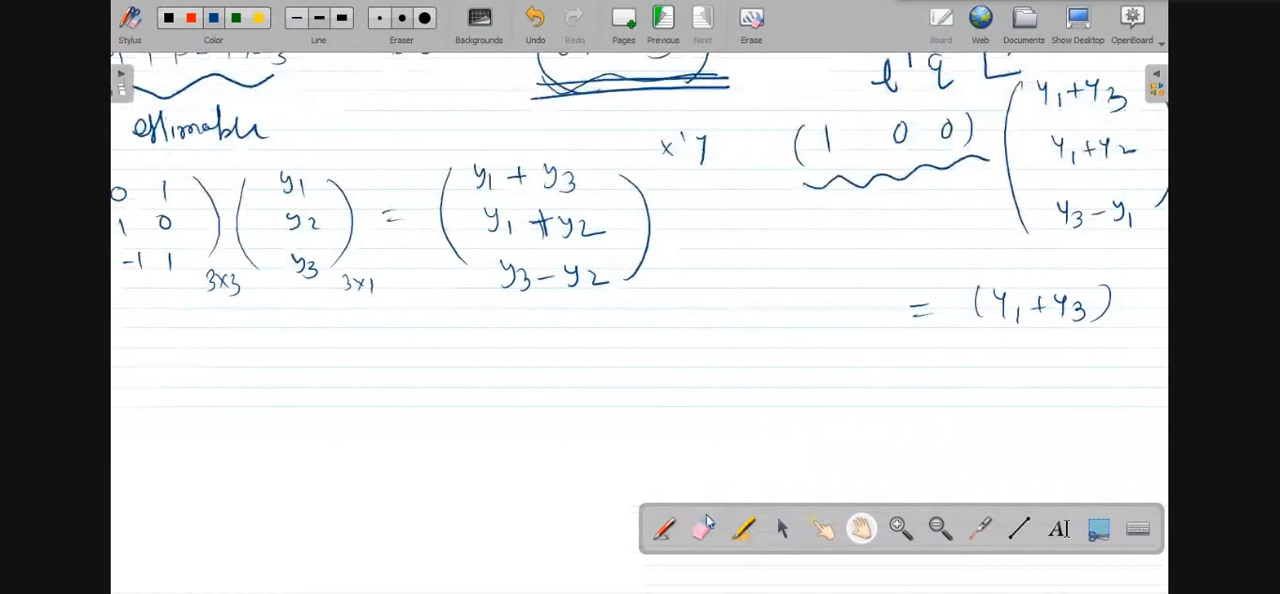 Stylus Color Line Eraser Backgrounds Undo Redo Pages Previous Next Erase Board Web Documents Show Desktop OpenBoard
l' q
estimable
(1 0 0) ( y₁+y₃
y₁+y₂
y₃-y₁
x'y
0 1 ) ( y₁ ) = ( y₁ + y₃ )
1 0 y₂ y₁ + y₂
-1 1 y₃ y₃ - y₂
3x3 3x1
= (y₁+y₃)